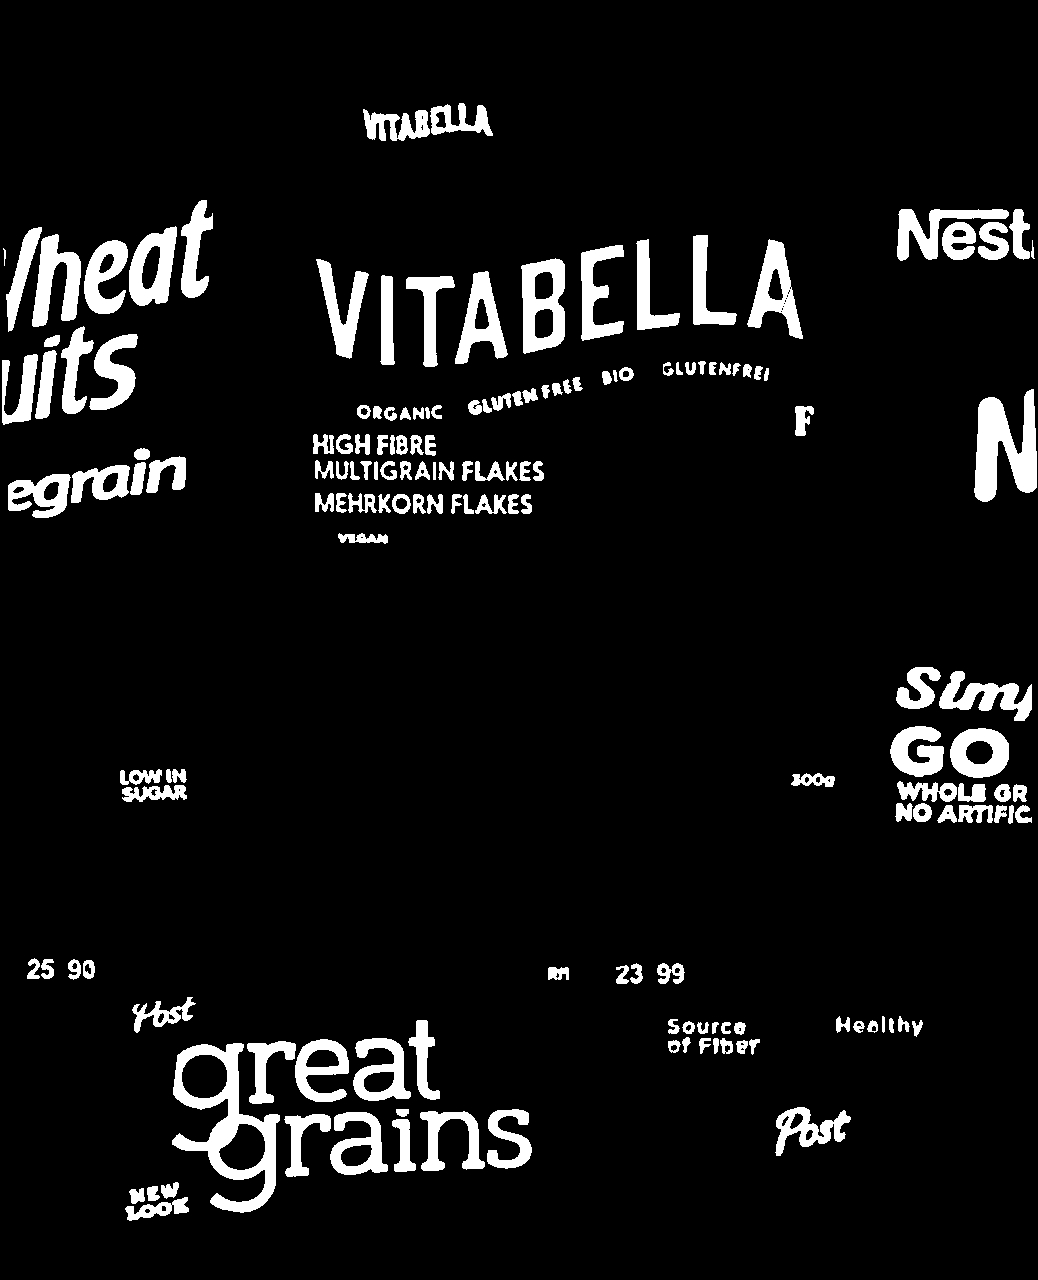 VITABELLA
Wheat
uits
egrain
VITABELLA
ORGANIC GLUTEN FREE BIO GLUTENFREI
HIGH FIBRE
MULTIGRAIN FLAKES
MEHRKORN FLAKES
VEGAN
F
Nest
N
LOW IN
SUGAR
300g
Simp
GO
WHOLE GR
NO ARTIFIC
25 90
RM 23 99
Post
great
grains
NEW
LOOK
Source
of Fiber
Healthy
Post